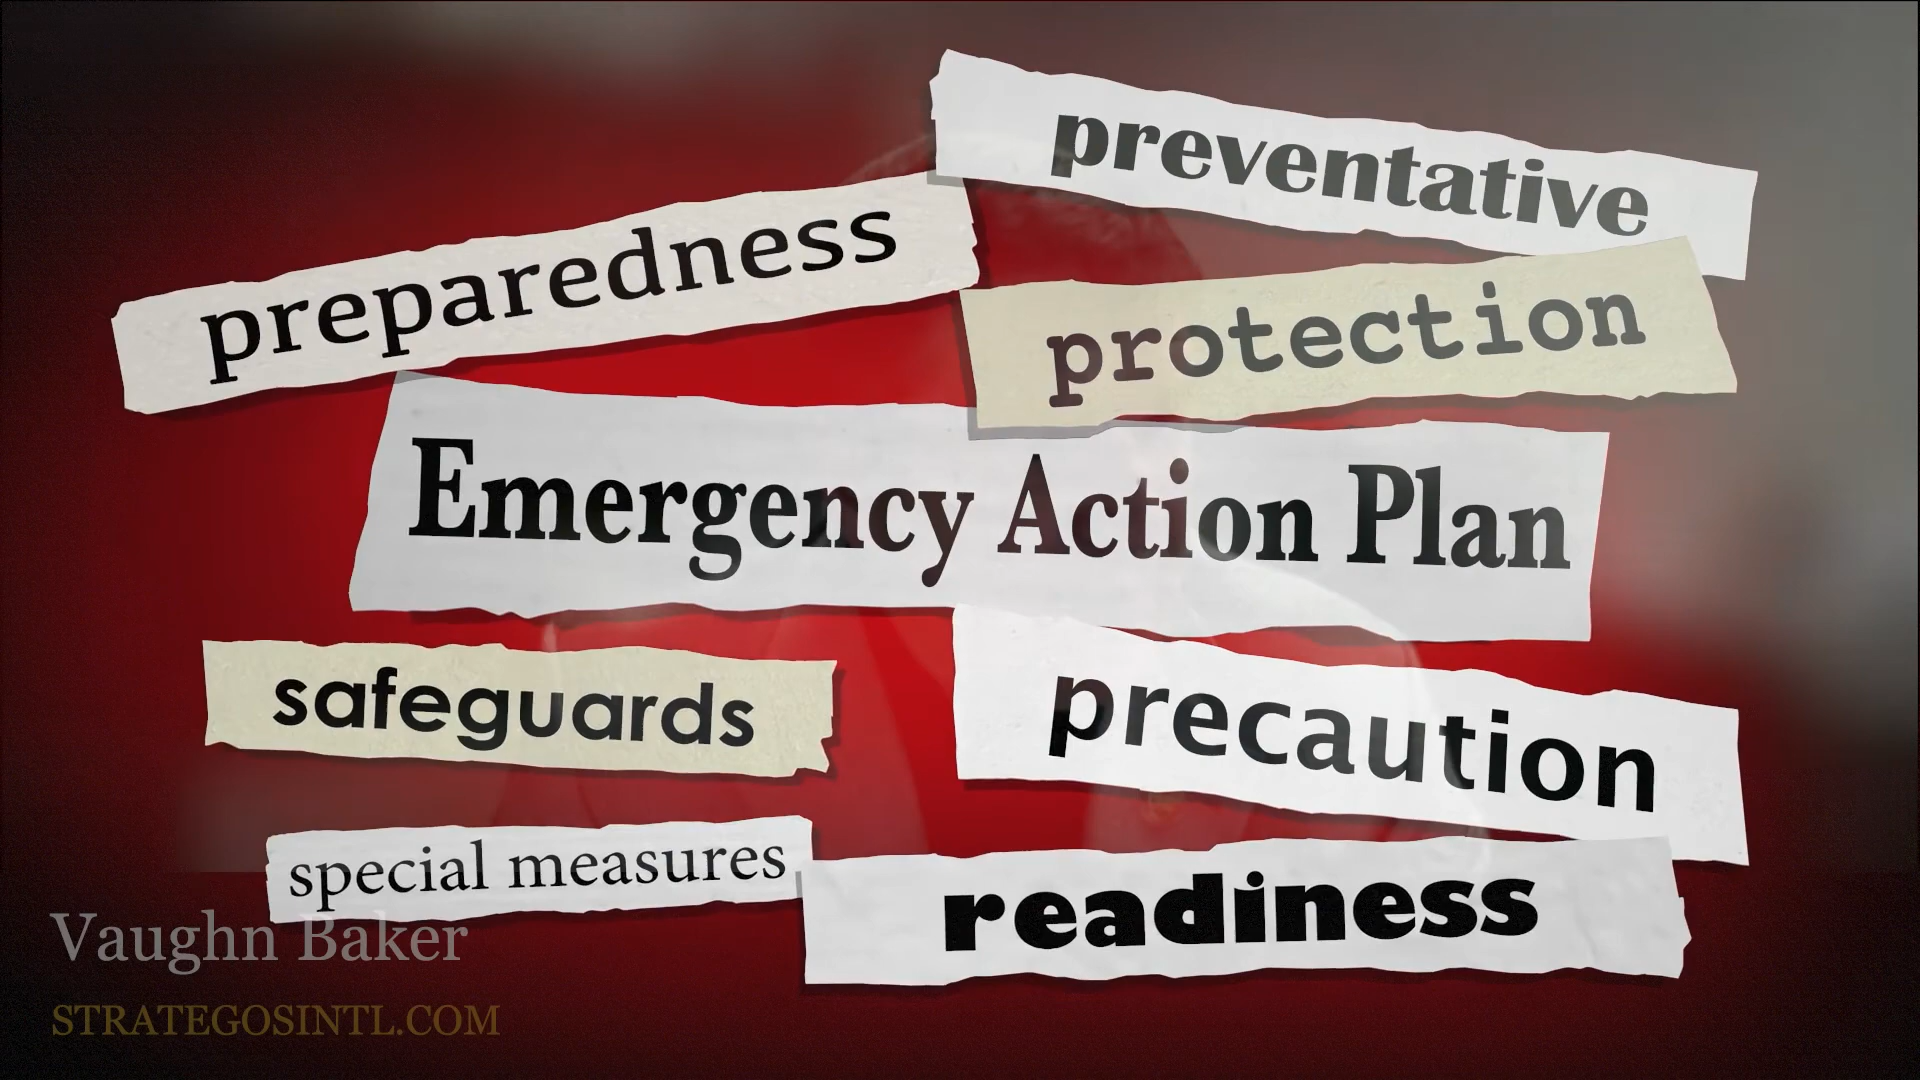 preventative
preparedness
protection
Emergency Action Plan
safeguards
precaution
special measures
readiness
Vaughn Baker
STRATEGOSINTL.COM